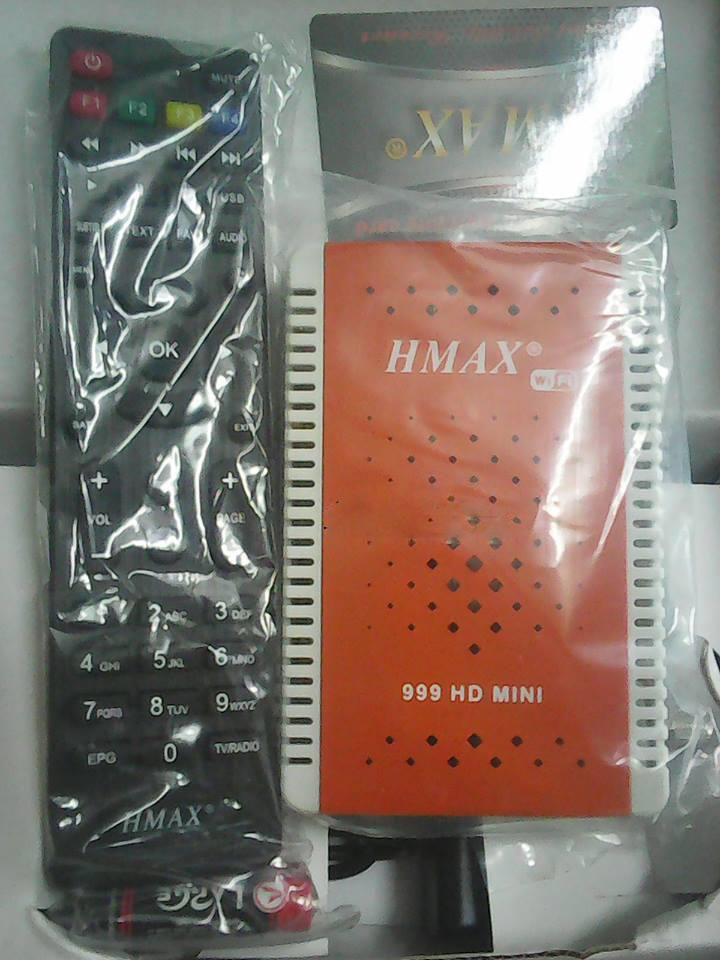 MUTE
F1 F2 F3 F4
USB
TEXT FAV AUDIO
OK
EXIT
+ +
VOL PAGE
- 
2 ABC 3 DEF
4 GHI 5 JKL 6 MNO
7 PQRS 8 TUV 9 WXYZ
EPG 0 TV/RADIO
HMAX®
HMAX®
HMAX®
WiFi
999 HD MINI